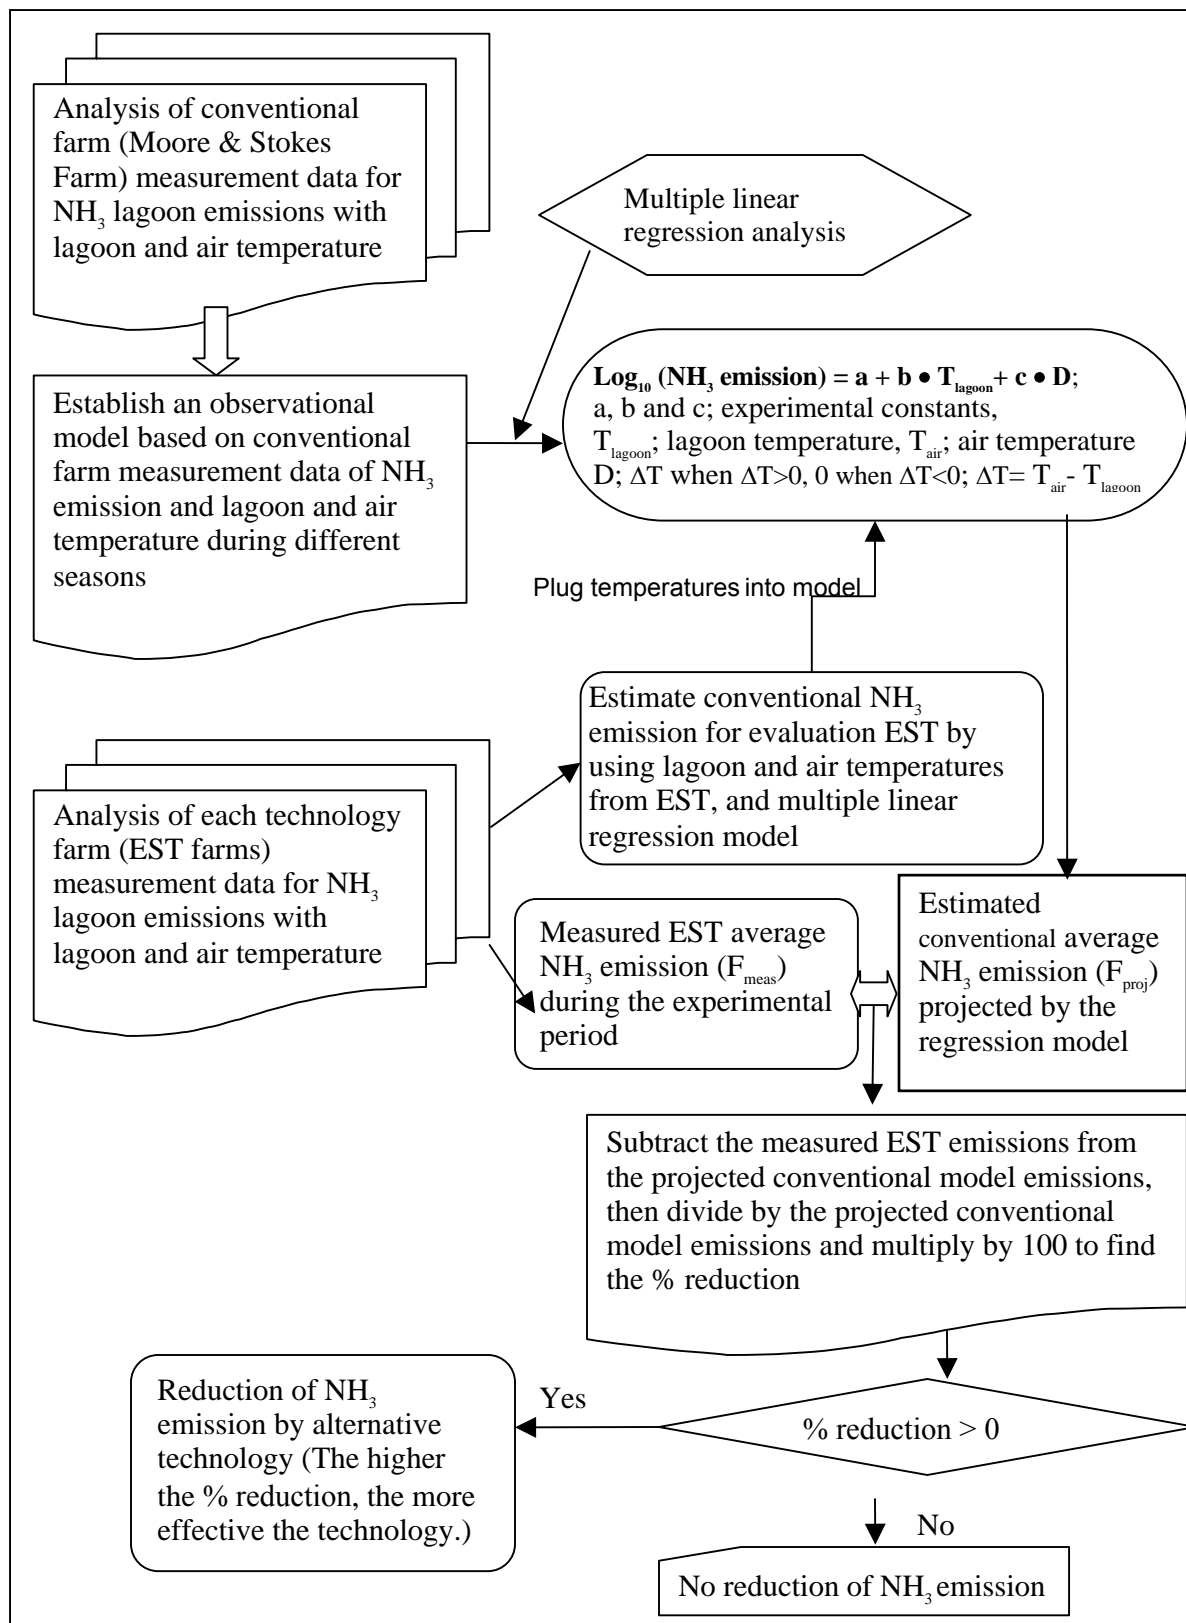 Analysis of conventional
farm (Moore & Stokes
Farm) measurement data for
NH₃ lagoon emissions with
lagoon and air temperature
Multiple linear
regression analysis
Establish an observational
model based on conventional
farm measurement data of NH₃
emission and lagoon and air
temperature during different
seasons
Log₁₀ (NH₃ emission) = a + b • T_lagoon + c • D;
a, b and c; experimental constants,
T_lagoon; lagoon temperature, T_air; air temperature
D; ΔT when ΔT>0, 0 when ΔT<0; ΔT= T_air- T_lagoon
Plug temperatures into model
Estimate conventional NH₃
emission for evaluation EST by
using lagoon and air temperatures
from EST, and multiple linear
regression model
Analysis of each technology
farm (EST farms)
measurement data for NH₃
lagoon emissions with
lagoon and air temperature
Measured EST average
NH₃ emission (F_meas)
during the experimental
period
Estimated
conventional average
NH₃ emission (F_proj)
projected by the
regression model
Subtract the measured EST emissions from
the projected conventional model emissions,
then divide by the projected conventional
model emissions and multiply by 100 to find
the % reduction
% reduction > 0
Yes
Reduction of NH₃
emission by alternative
technology (The higher
the % reduction, the more
effective the technology.)
No
No reduction of NH₃ emission